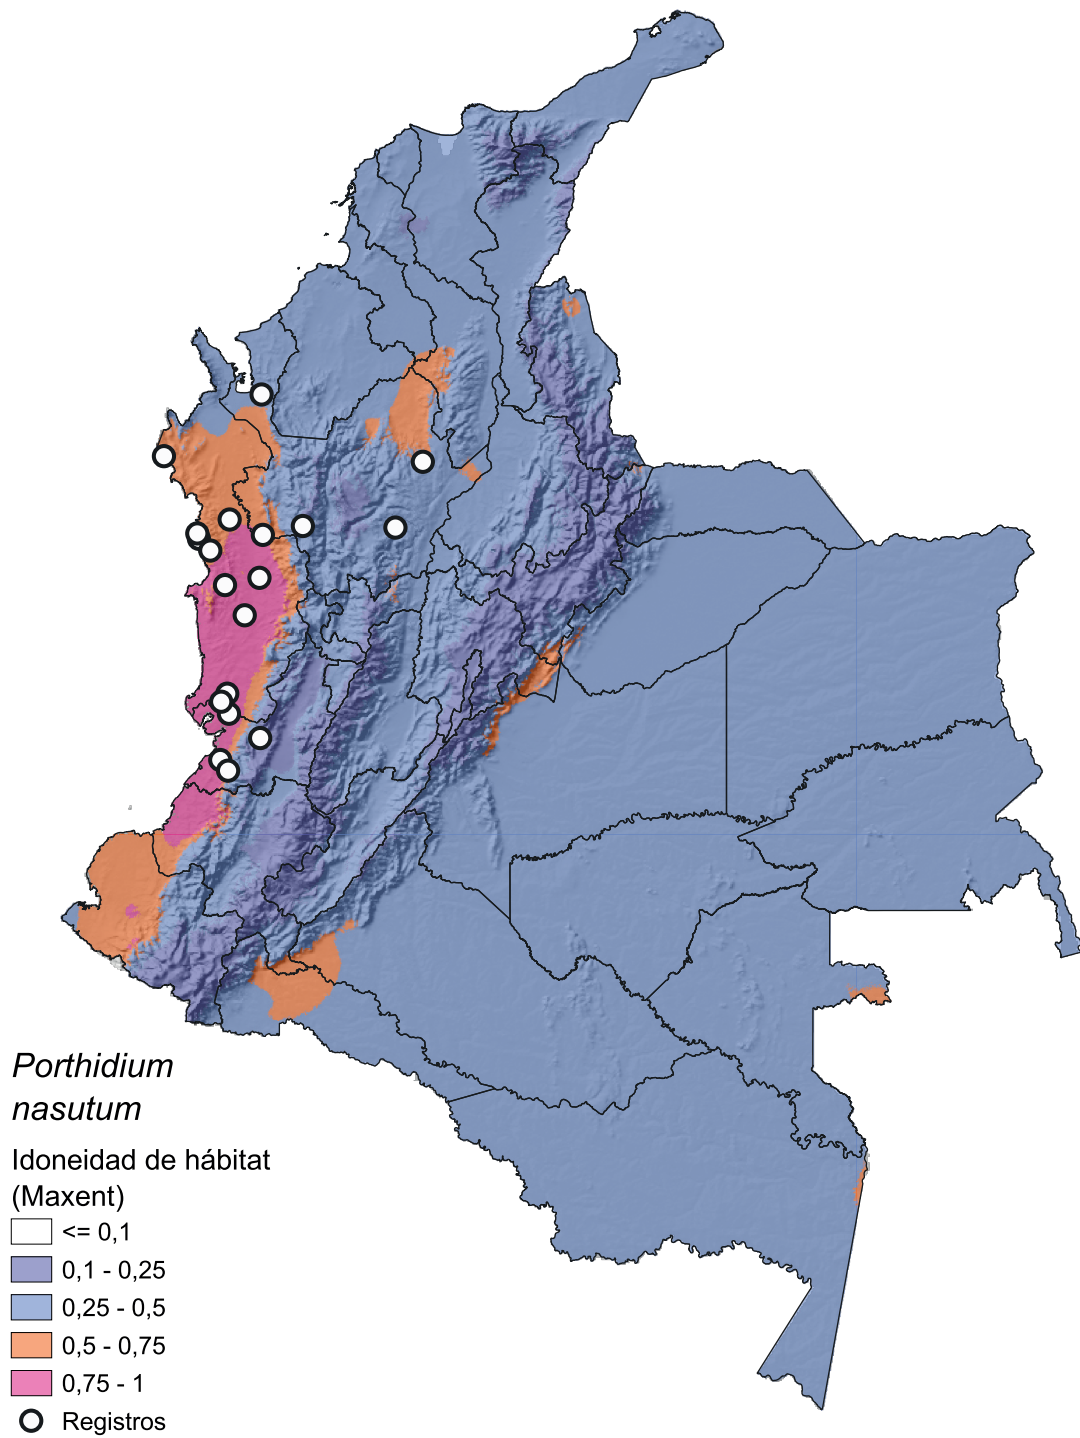 Porthidium
nasutum
Idoneidad de hábitat
(Maxent)
<= 0,1
0,1 - 0,25
0,25 - 0,5
0,5 - 0,75
0,75 - 1
Registros